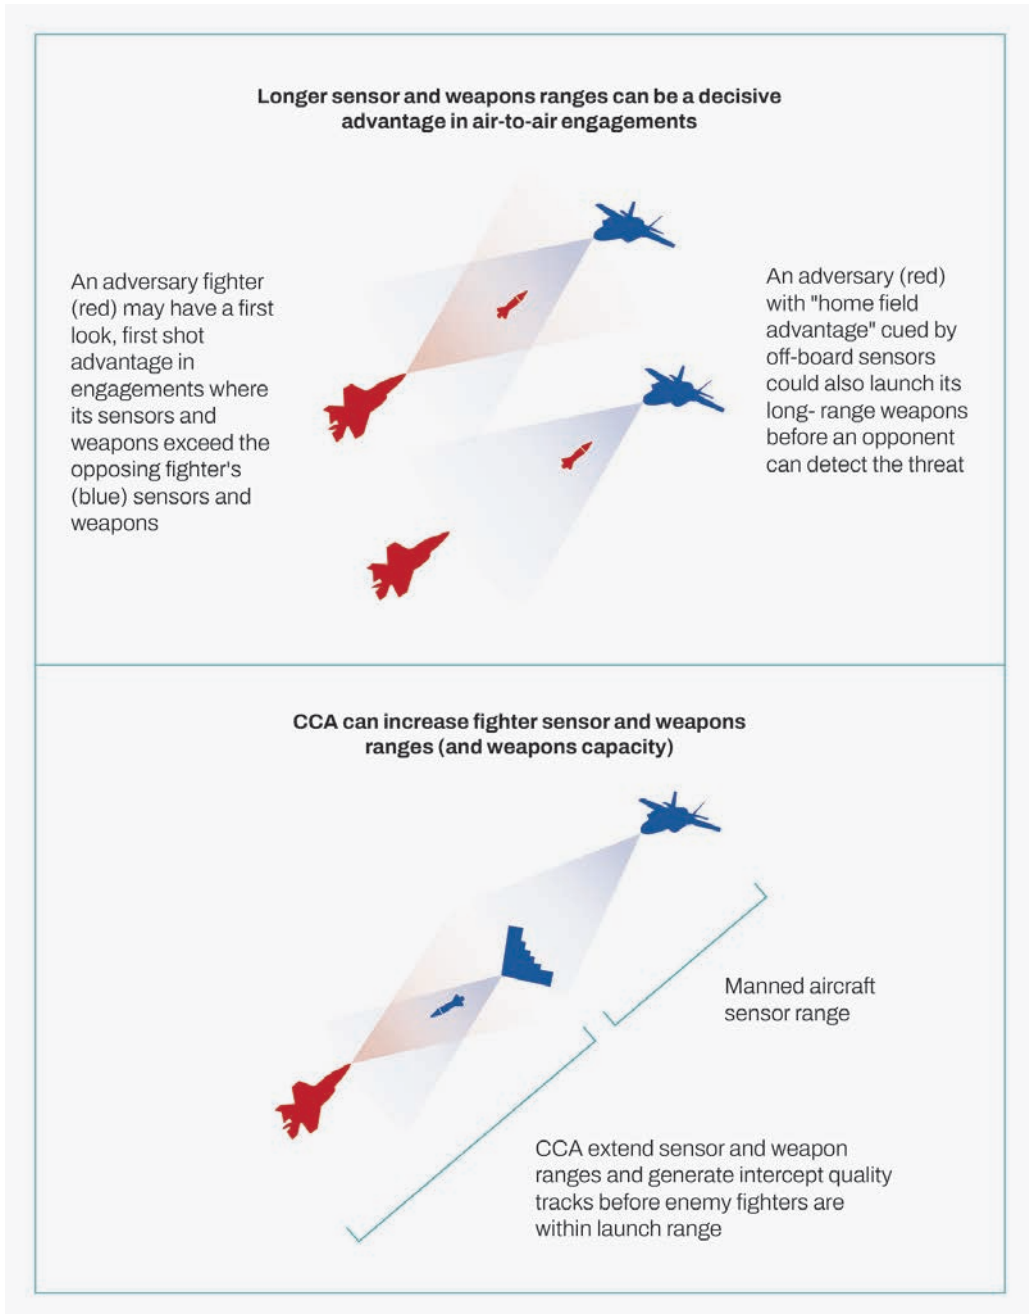 Longer sensor and weapons ranges can be a decisive
advantage in air-to-air engagements
An adversary fighter
(red) may have a first
look, first shot
advantage in
engagements where
its sensors and
weapons exceed the
opposing fighter's
(blue) sensors and
weapons
An adversary (red)
with "home field
advantage" cued by
off-board sensors
could also launch its
long- range weapons
before an opponent
can detect the threat
CCA can increase fighter sensor and weapons
ranges (and weapons capacity)
Manned aircraft
sensor range
CCA extend sensor and weapon
ranges and generate intercept quality
tracks before enemy fighters are
within launch range